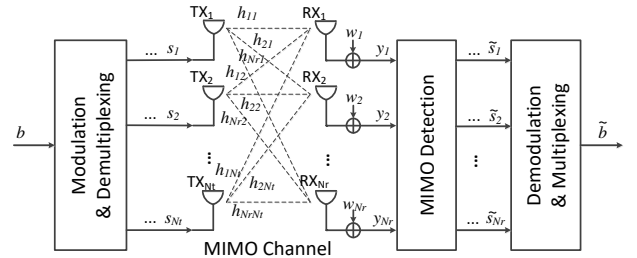 b
Modulation
& Demultiplexing
... s1
... s2
⋮
... sNt
TX1
TX2
...
TXNt
h11
h21
hNr1
h12
h22
hNr2
h1Nt
h2Nt
hNrNt
MIMO Channel
RX1
RX2
...
RXNr
w1
w2
wNr
y1
y2
yNr
MIMO Detection
... s̃1
... s̃2
...
... s̃Nr
Demodulation
& Multiplexing
b̃